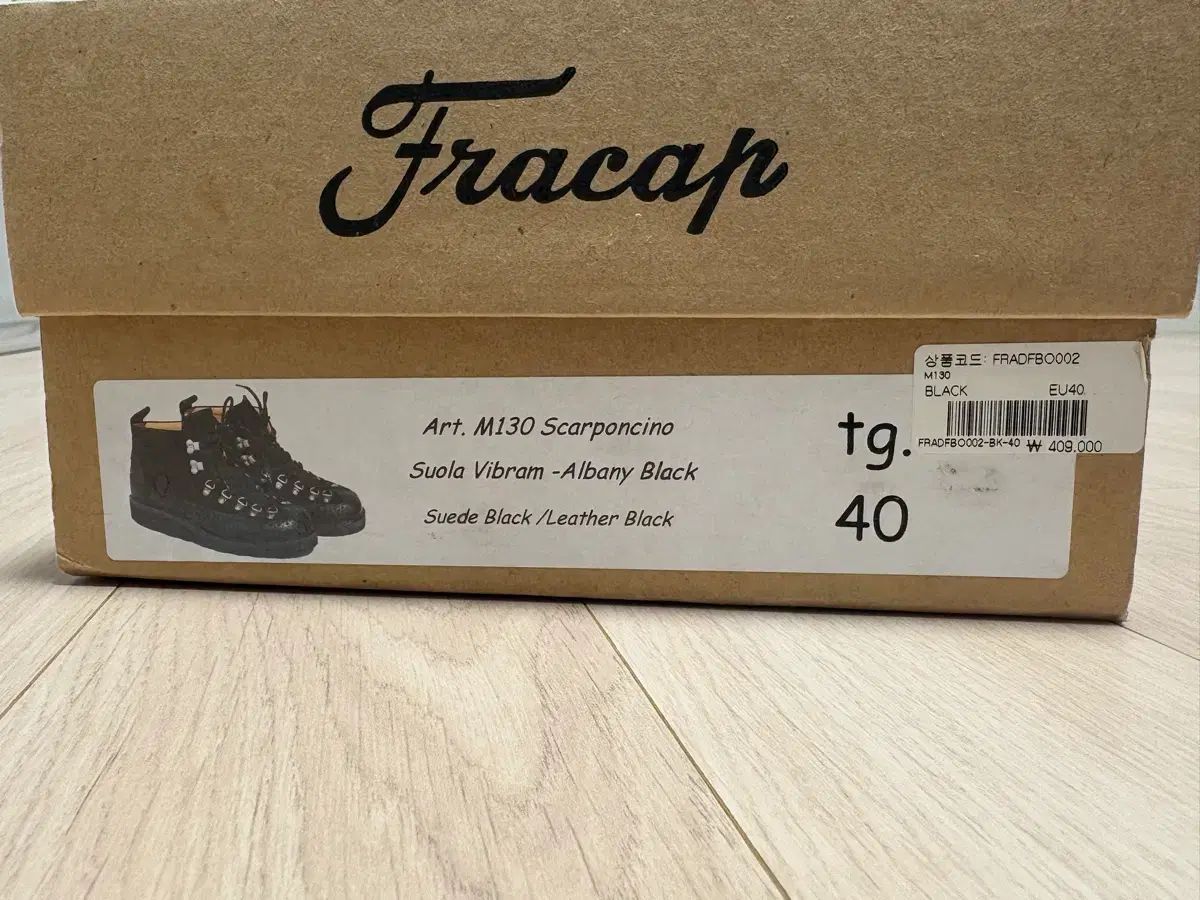 Fracap
Art. M130 Scarponcino
Suola Vibram -Albany Black
Suede Black /Leather Black
tg.
40
상품코드: FRADFBO002
M130
BLACK EU40
FRADFBO002-BK-40 ₩ 409,000